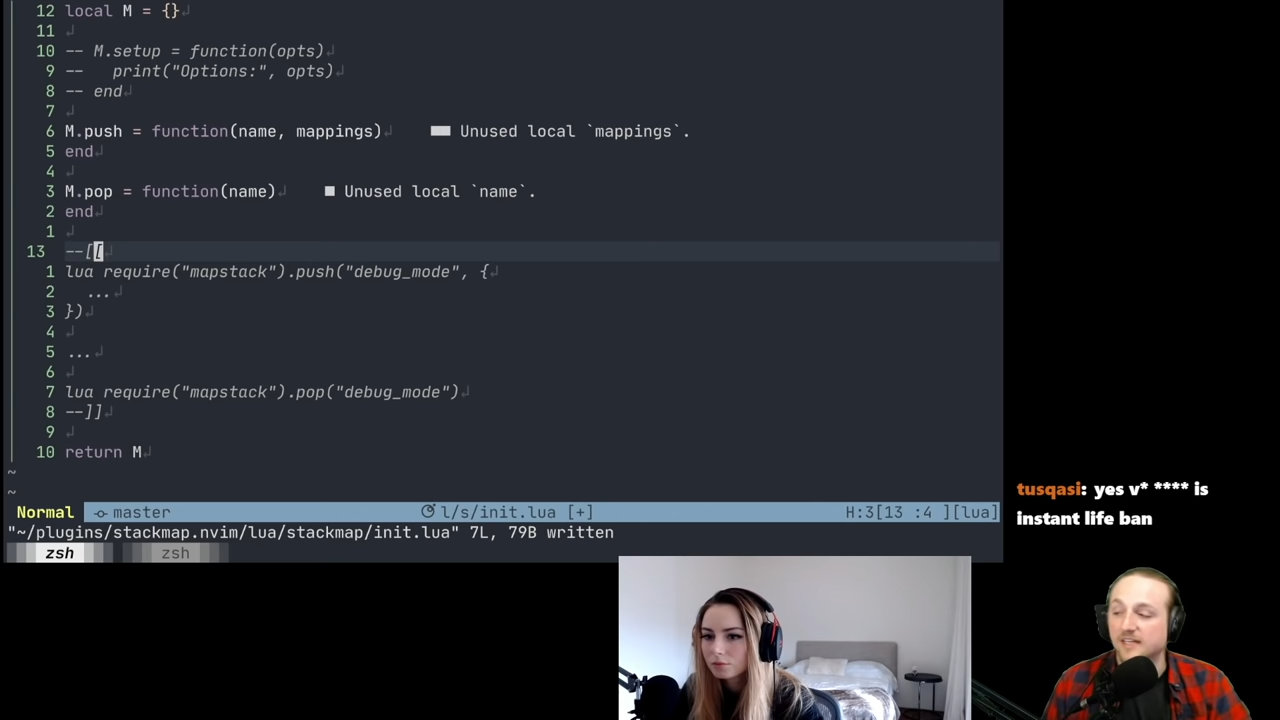 12 local M = {}
11
10 -- M.setup = function(opts)
9 --   print("Options:", opts)
8 -- end
7
6 M.push = function(name, mappings)    ■■ Unused local `mappings`.
5 end
4
3 M.pop = function(name)    ■ Unused local `name`.
2 end
1
13 --[[
1 lua require("mapstack").push("debug_mode", {
2   ...
3 })
4
5 ...
6
7 lua require("mapstack").pop("debug_mode")
8 --]]
9
10 return M
~
~
Normal master l/s/init.lua [+] H:3[13 :4 ][lua]
"~/plugins/stackmap.nvim/lua/stackmap/init.lua" 7L, 79B written
zsh zsh
tusqasi: yes v* **** is
instant life ban